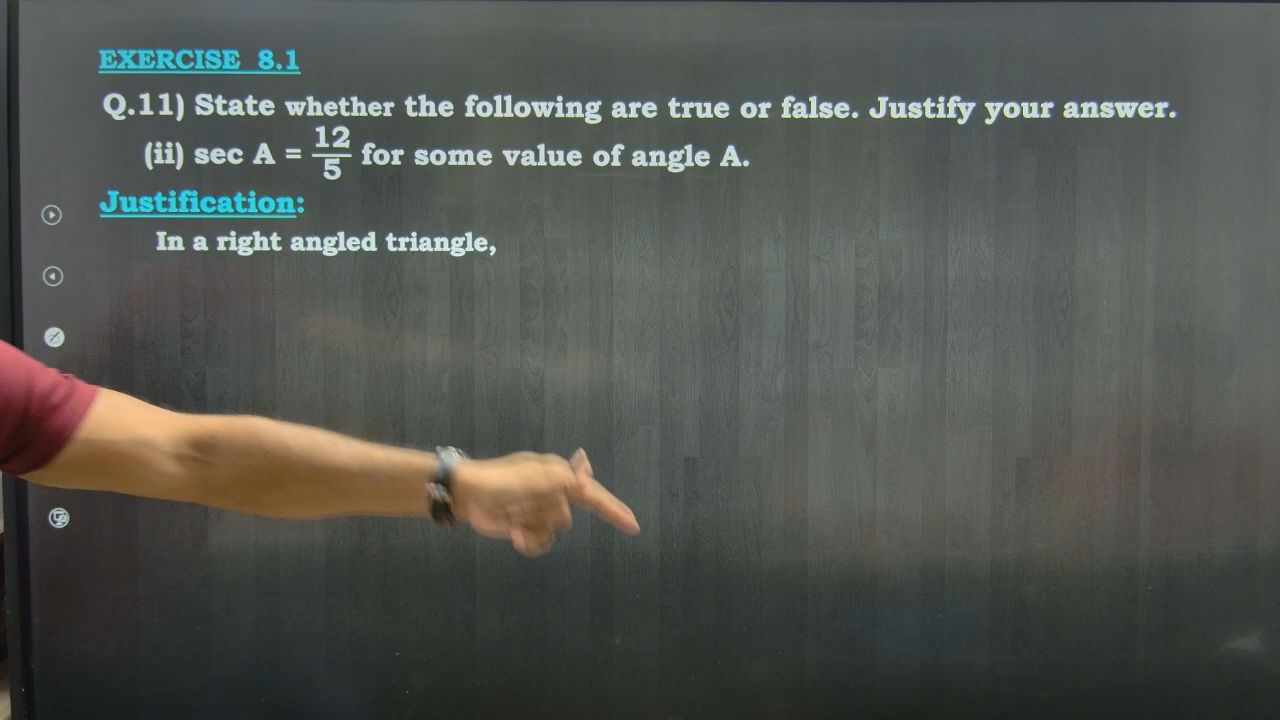 EXERCISE 8.1
Q.11) State whether the following are true or false. Justify your answer.
(ii) sec A = 12/5 for some value of angle A.
Justification:
In a right angled triangle,